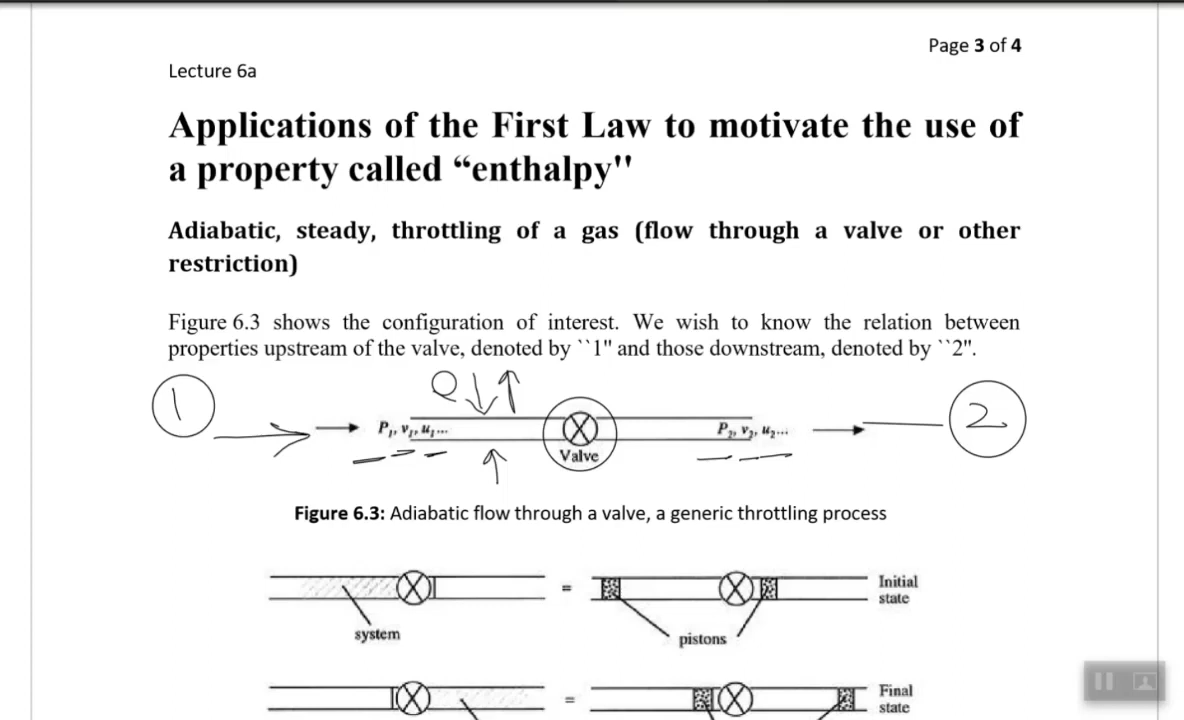 Page 3 of 4
Lecture 6a
Applications of the First Law to motivate the use of
a property called “enthalpy"
Adiabatic, steady, throttling of a gas (flow through a valve or other
restriction)
Figure 6.3 shows the configuration of interest. We wish to know the relation between
properties upstream of the valve, denoted by ``1" and those downstream, denoted by ``2".
1
Q
2
P1, v1, u1...
P2, v2, u2...
Valve
Figure 6.3: Adiabatic flow through a valve, a generic throttling process
=
Initial
state
system
pistons
=
Final
state